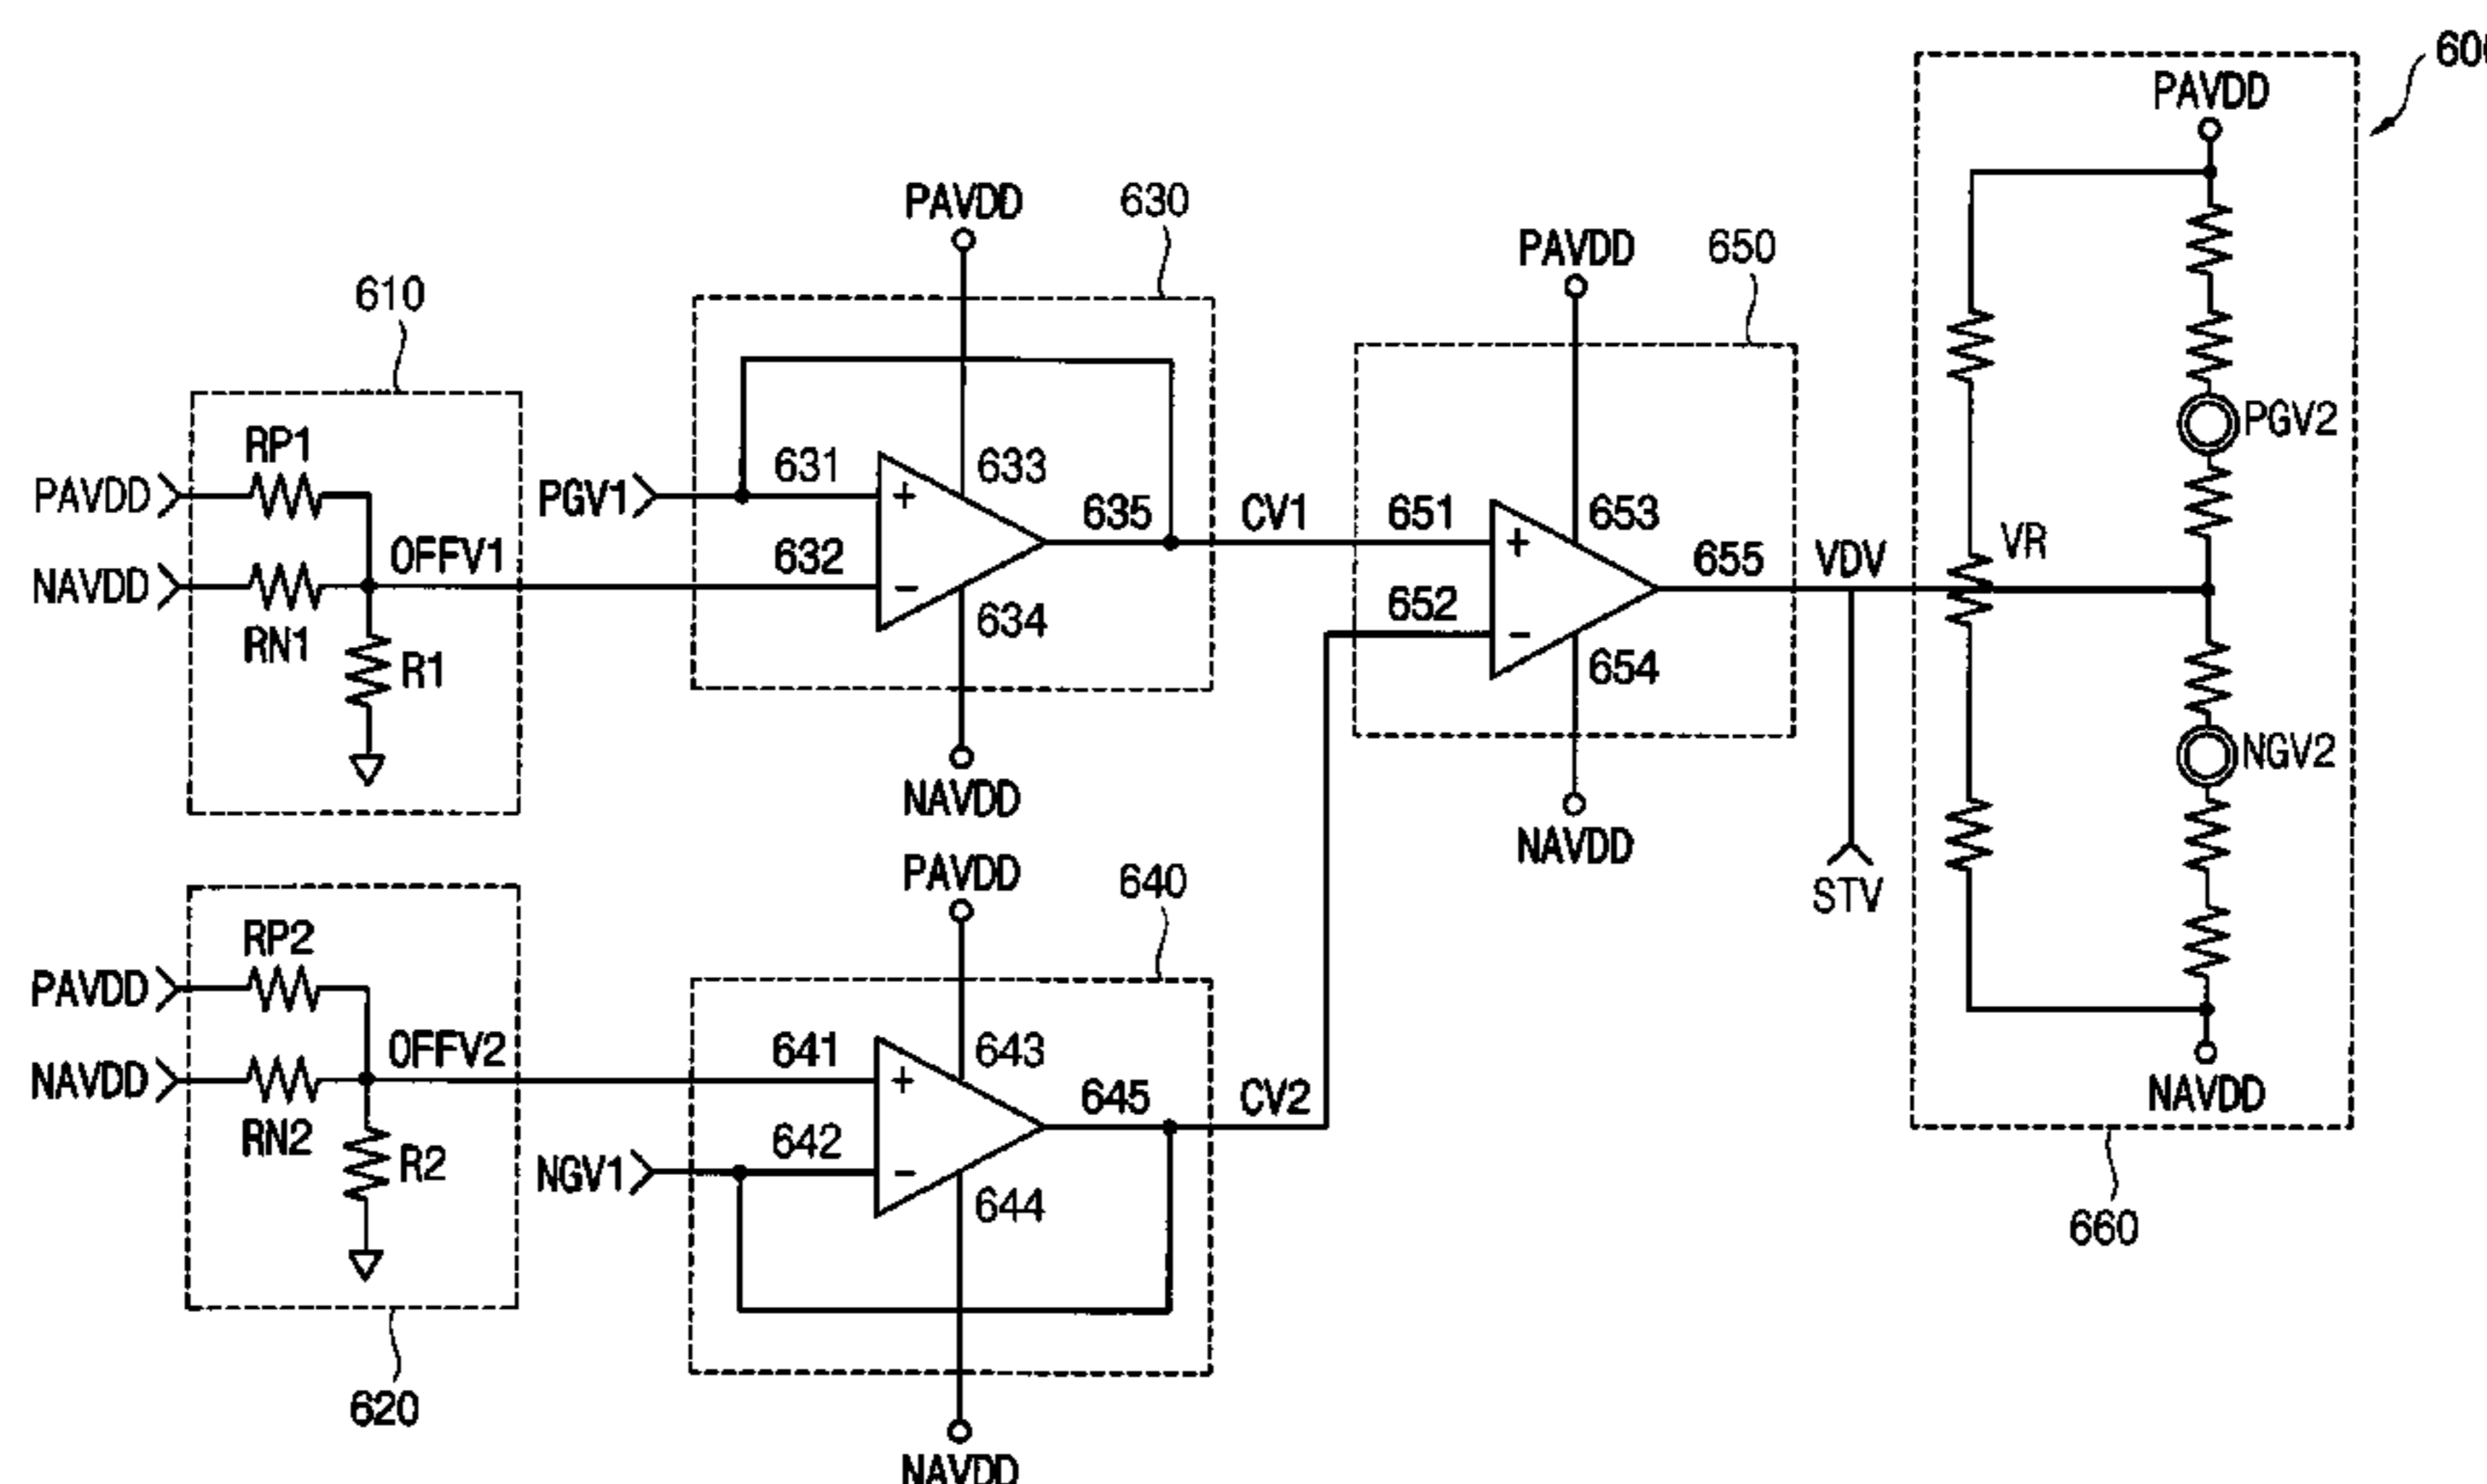 600
PAVDD
PAVDD
630
PAVDD
650
610
PGV2
RP1
PAVDD
PGV1
631
+
633
635
CV1
651
+
653
VR
NAVDD
OFFV1
632
-
655
VDV
RN1
634
652
-
654
R1
NGV2
NAVDD
NAVDD
PAVDD
640
STV
RP2
PAVDD
OFFV2
641
+
643
645
CV2
NAVDD
NAVDD
RN2
R2
NGV1
642
-
644
660
620
NAVDD